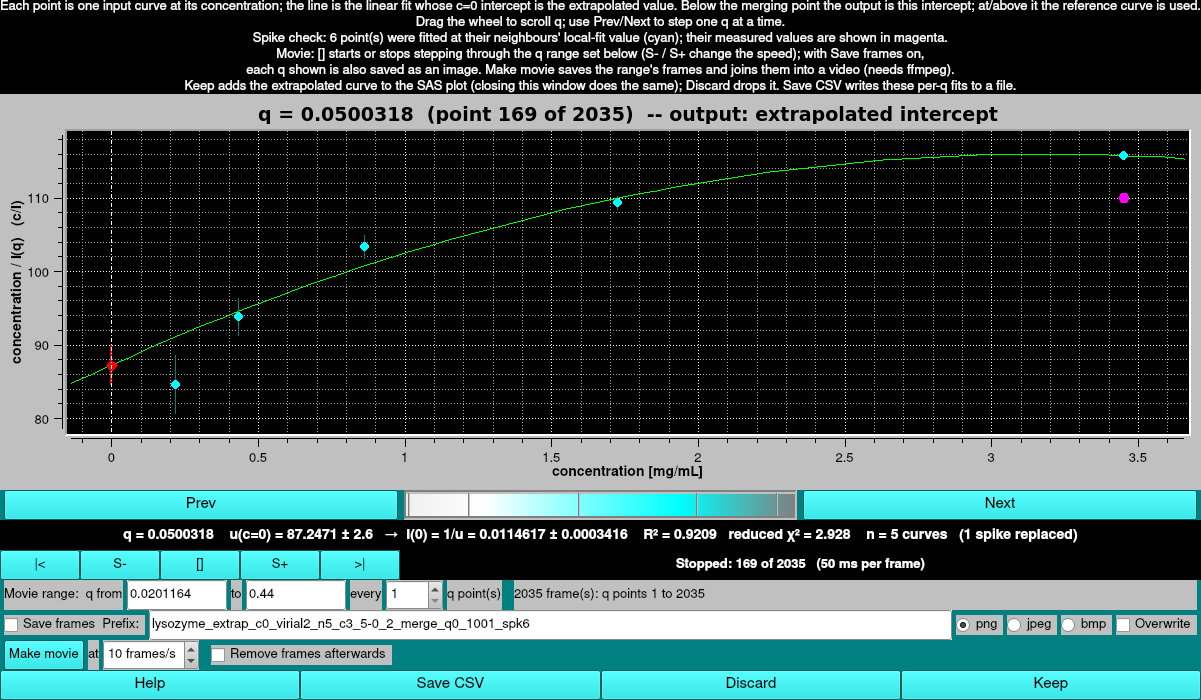 Each point is one input curve at its concentration; the line is the linear fit whose c=0 intercept is the extrapolated value. Below the merging point the output is this intercept; at/above it the reference curve is used.
Drag the wheel to scroll q; use Prev/Next to step one q at a time.
Spike check: 6 point(s) were fitted at their neighbours' local-fit value (cyan); their measured values are shown in magenta.
Movie: [] starts or stops stepping through the q range set below (S- / S+ change the speed); with Save frames on,
each q shown is also saved as an image. Make movie saves the range's frames and joins them into a video (needs ffmpeg).
Keep adds the extrapolated curve to the SAS plot (closing this window does the same); Discard drops it. Save CSV writes these per-q fits to a file.
q = 0.0500318 (point 169 of 2035) -- output: extrapolated intercept
concentration / I(q) (c/I)
110
100
90
80
0 0.5 1 1.5 2 2.5 3 3.5
concentration [mg/mL]
Prev Next
q = 0.0500318 u(c=0) = 87.2471 ± 2.6 → I(0) = 1/u = 0.0114617 ± 0.0003416 R² = 0.9209 reduced χ² = 2.928 n = 5 curves (1 spike replaced)
|< S- [] S+ >| Stopped: 169 of 2035 (50 ms per frame)
Movie range: q from 0.0201164 to 0.44 every 1 q point(s) 2035 frame(s): q points 1 to 2035
Save frames Prefix: lysozyme_extrap_c0_virial2_n5_c3_5-0_2_merge_q0_1001_spk6 png jpeg bmp Overwrite
Make movie at 10 frames/s Remove frames afterwards
Help Save CSV Discard Keep